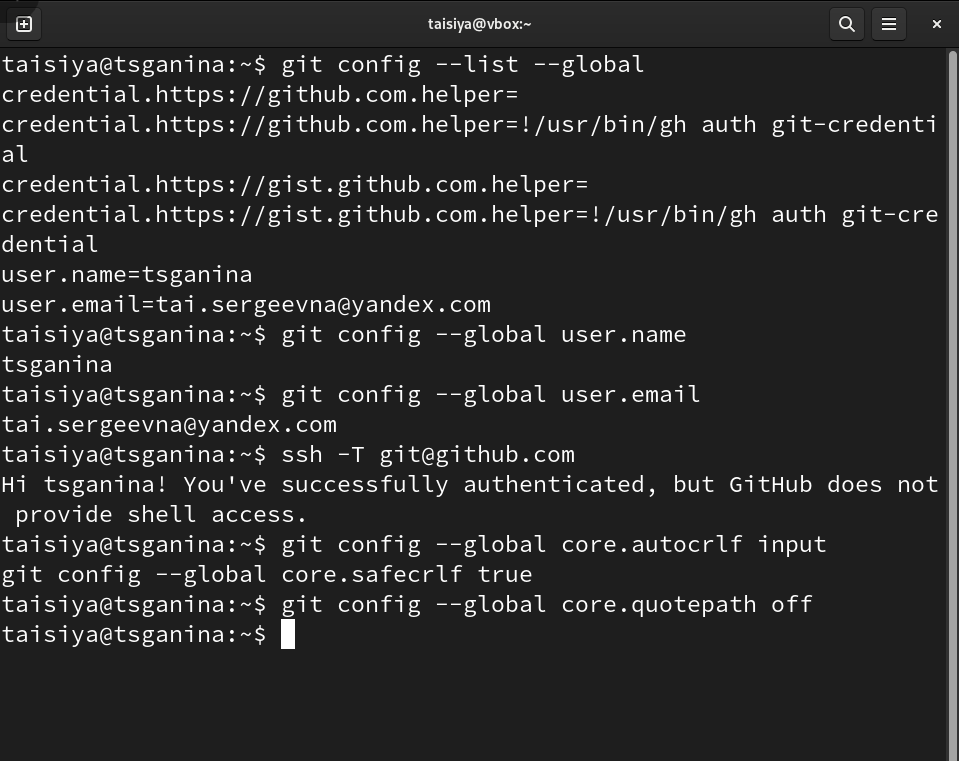 taisiya@vbox:~
taisiya@tsganina:~$ git config --list --global
credential.https://github.com.helper=
credential.https://github.com.helper=!/usr/bin/gh auth git-credenti
al
credential.https://gist.github.com.helper=
credential.https://gist.github.com.helper=!/usr/bin/gh auth git-cre
dential
user.name=tsganina
user.email=tai.sergeevna@yandex.com
taisiya@tsganina:~$ git config --global user.name
tsganina
taisiya@tsganina:~$ git config --global user.email
tai.sergeevna@yandex.com
taisiya@tsganina:~$ ssh -T git@github.com
Hi tsganina! You've successfully authenticated, but GitHub does not
 provide shell access.
taisiya@tsganina:~$ git config --global core.autocrlf input
git config --global core.safecrlf true
taisiya@tsganina:~$ git config --global core.quotepath off
taisiya@tsganina:~$